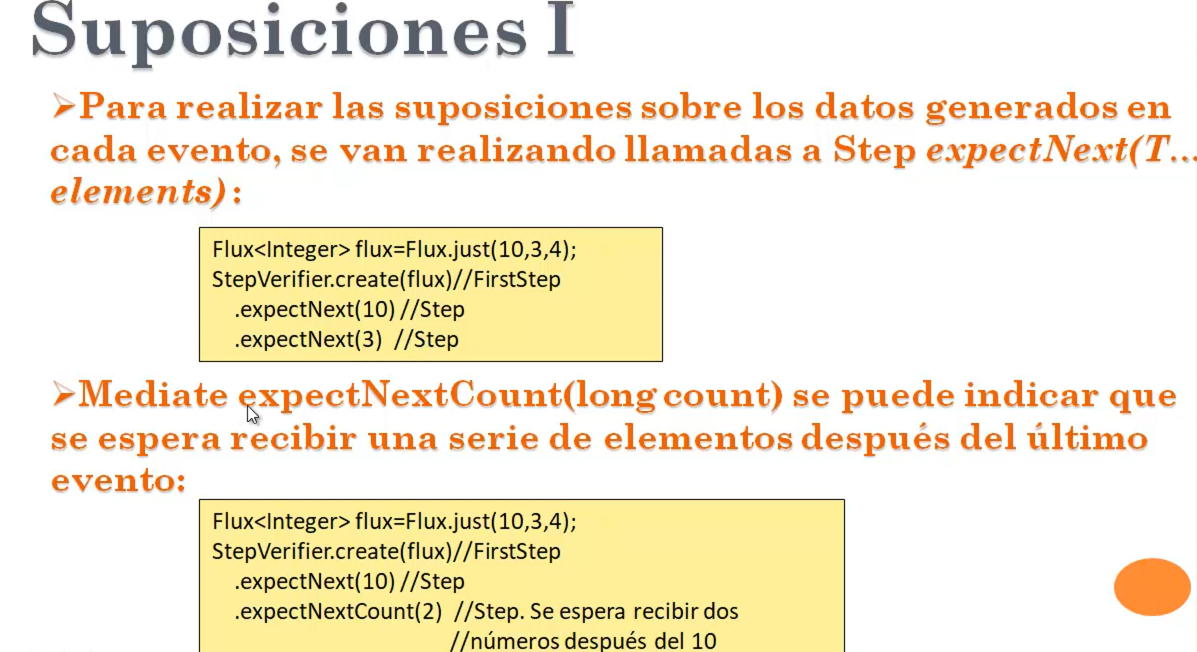 Suposiciones I
➢Para realizar las suposiciones sobre los datos generados en
cada evento, se van realizando llamadas a Step expectNext(T...
elements):
Flux<Integer> flux=Flux.just(10,3,4);
StepVerifier.create(flux)//FirstStep
.expectNext(10) //Step
.expectNext(3) //Step
➢Mediate expectNextCount(long count) se puede indicar que
se espera recibir una serie de elementos después del último
evento:
Flux<Integer> flux=Flux.just(10,3,4);
StepVerifier.create(flux)//FirstStep
.expectNext(10) //Step
.expectNextCount(2) //Step. Se espera recibir dos
//números después del 10